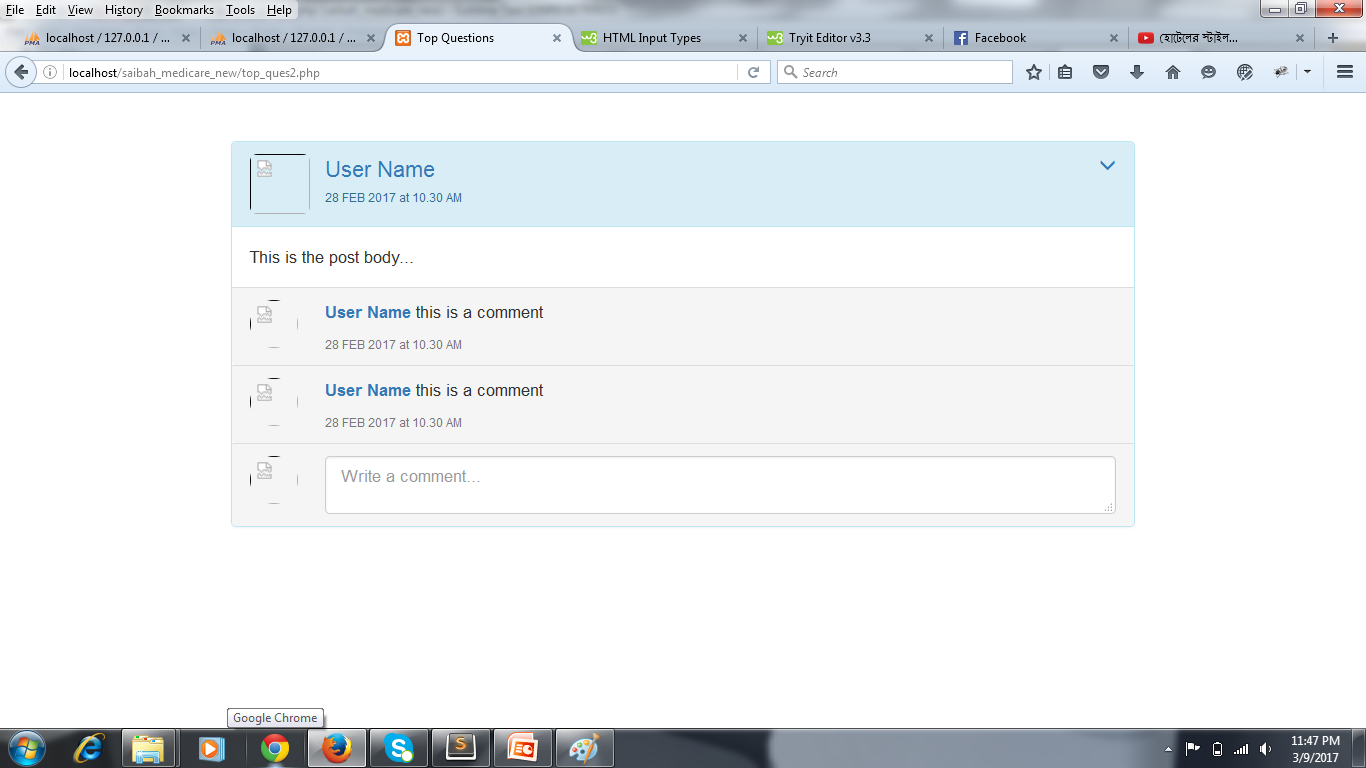 File Edit View History Bookmarks Tools Help
localhost / 127.0.0.1 / ...
localhost / 127.0.0.1 / ...
Top Questions
HTML Input Types
Tryit Editor v3.3
Facebook
হোটেলের স্টাইল...
localhost/saibah_medicare_new/top_ques2.php
Search
User Name
28 FEB 2017 at 10.30 AM
This is the post body...
User Name this is a comment
28 FEB 2017 at 10.30 AM
User Name this is a comment
28 FEB 2017 at 10.30 AM
Write a comment...
Google Chrome
11:47 PM
3/9/2017